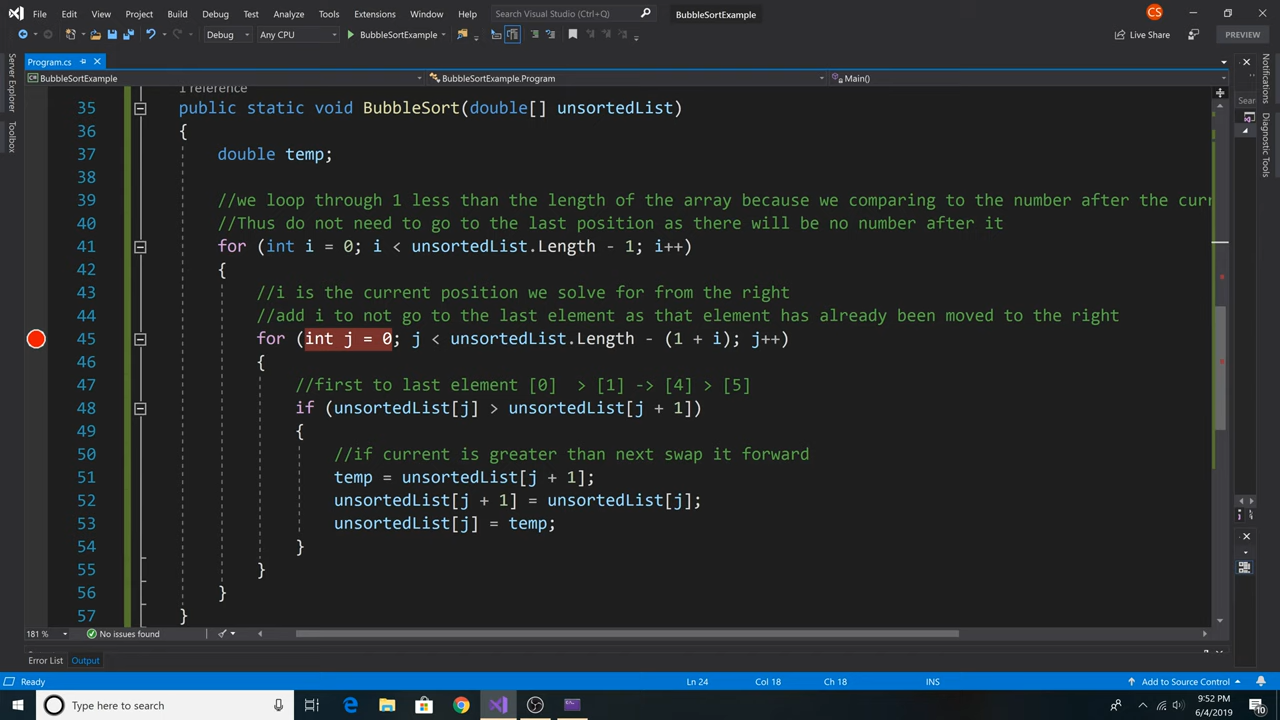 File Edit View Project Build Debug Test Analyze Tools Extensions Window Help Search Visual Studio (Ctrl+Q) BubbleSortExample CS
Debug Any CPU BubbleSortExample Live Share PREVIEW
Program.cs
BubbleSortExample BubbleSortExample.Program Main()
Server Explorer
Toolbox
Notifications
Diagnostic Tools
Sear
1 reference
35 public static void BubbleSort(double[] unsortedList)
36 {
37 double temp;
38
39 //we loop through 1 less than the length of the array because we comparing to the number after the curr
40 //Thus do not need to go to the last position as there will be no number after it
41 for (int i = 0; i < unsortedList.Length - 1; i++)
42 {
43 //i is the current position we solve for from the right
44 //add i to not go to the last element as that element has already been moved to the right
45 for (int j = 0; j < unsortedList.Length - (1 + i); j++)
46 {
47 //first to last element [0]  > [1] -> [4] > [5]
48 if (unsortedList[j] > unsortedList[j + 1])
49 {
50 //if current is greater than next swap it forward
51 temp = unsortedList[j + 1];
52 unsortedList[j + 1] = unsortedList[j];
53 unsortedList[j] = temp;
54 }
55 }
56 }
57 }
181 % No issues found
Error List Output
Ready Ln 24 Col 18 Ch 18 INS Add to Source Control 1
Type here to search 9:52 PM
6/4/2019 10